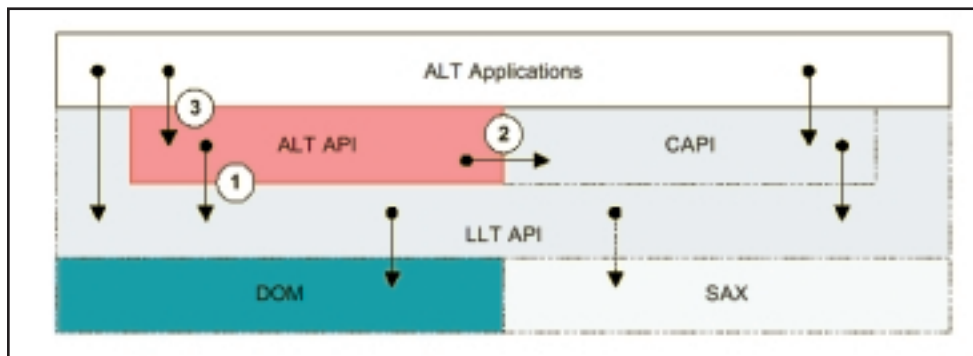 ALT Applications
3
ALT API
2
CAPI
1
LLT API
DOM
SAX